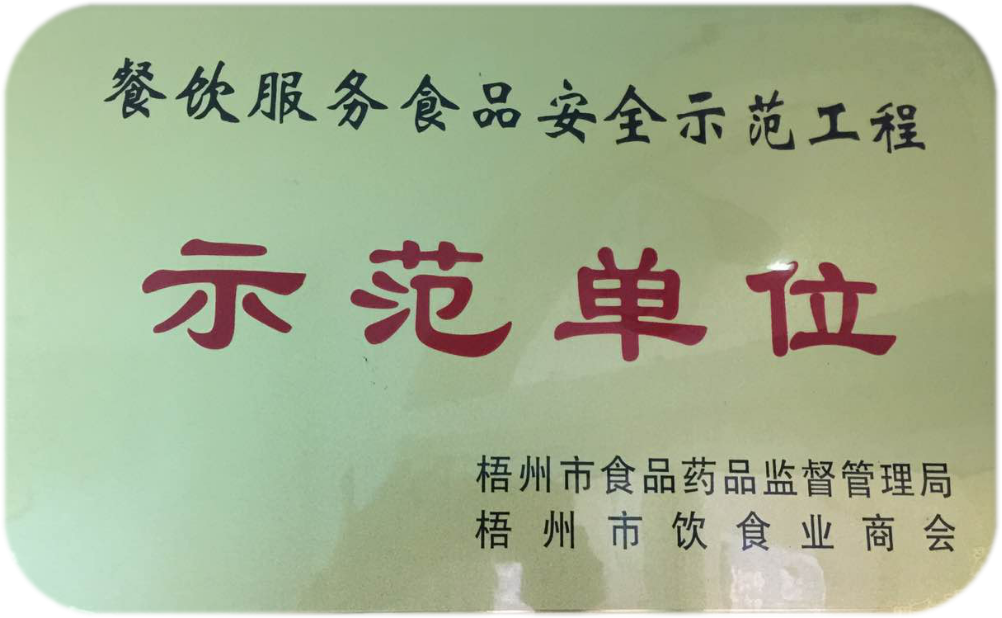 餐饮服务食品安全示范工程
示范单位
梧州市食品药品监督管理局
梧州市饮食业商会